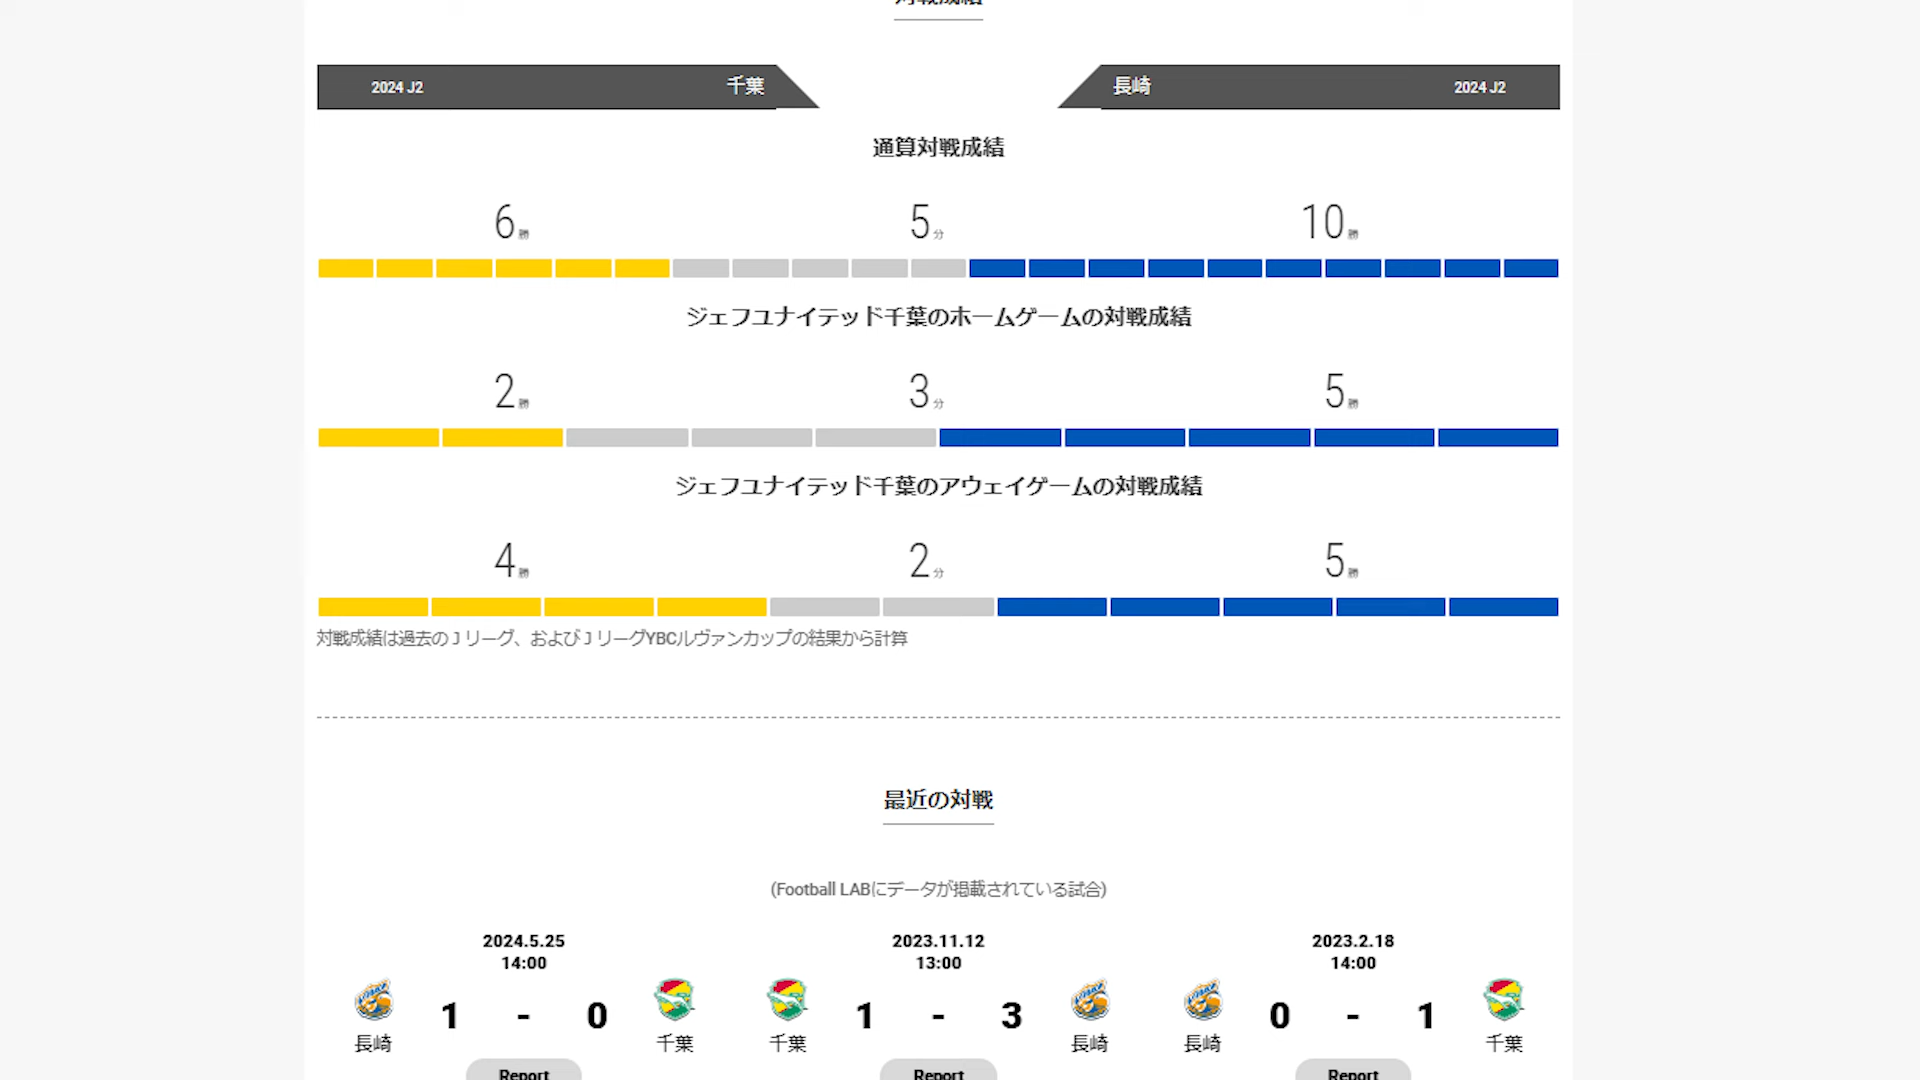 対戦成績
2024 J2 千葉 長崎 2024 J2
通算対戦成績
6勝 5分 10勝
ジェフユナイテッド千葉のホームゲームの対戦成績
2勝 3分 5勝
ジェフユナイテッド千葉のアウェイゲームの対戦成績
4勝 2分 5勝
対戦成績は過去のJリーグ、およびJリーグYBCルヴァンカップの結果から計算
最近の対戦
(Football LABにデータが掲載されている試合)
2024.5.25 2023.11.12 2023.2.18
14:00 13:00 14:00
1 - 0 1 - 3 0 - 1
長崎 千葉 千葉 長崎 長崎 千葉
Report Report Report